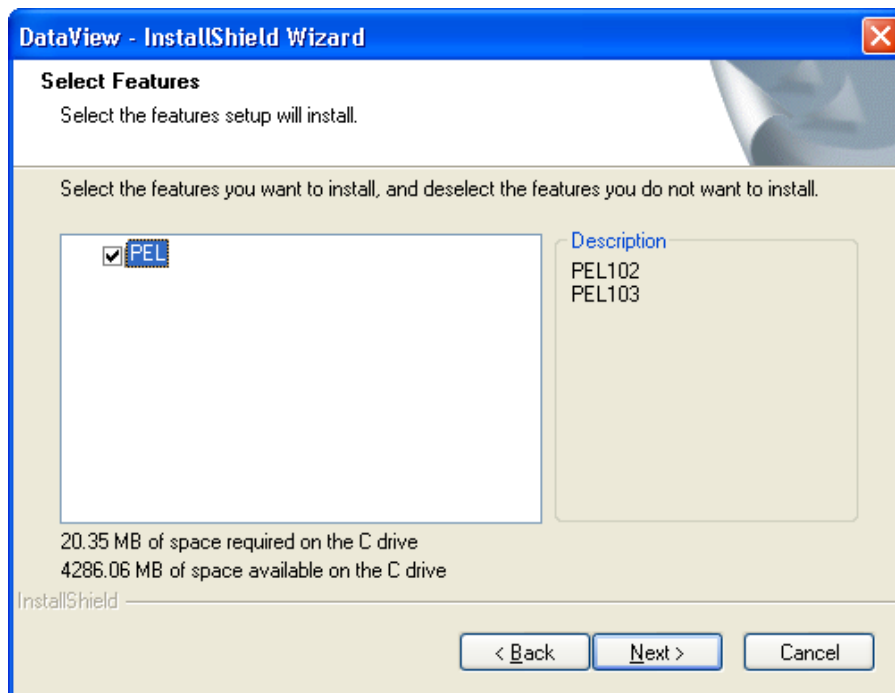 DataView - InstallShield Wizard
Select Features
Select the features setup will install.
Select the features you want to install, and deselect the features you do not want to install.
PEL
Description
PEL102
PEL103
20.35 MB of space required on the C drive
4286.06 MB of space available on the C drive
InstallShield
< Back
Next >
Cancel